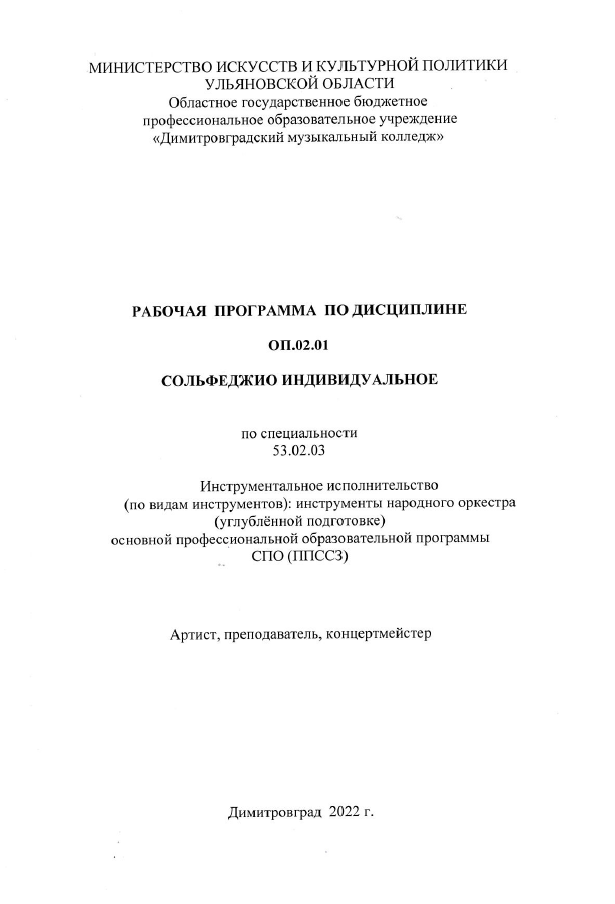 МИНИСТЕРСТВО ИСКУССТВ И КУЛЬТУРНОЙ ПОЛИТИКИ
УЛЬЯНОВСКОЙ ОБЛАСТИ
Областное государственное бюджетное
профессиональное образовательное учреждение
«Димитровградский музыкальный колледж»
РАБОЧАЯ ПРОГРАММА ПО ДИСЦИПЛИНЕ
ОП.02.01
СОЛЬФЕДЖИО ИНДИВИДУАЛЬНОЕ
по специальности
53.02.03
Инструментальное исполнительство
(по видам инструментов): инструменты народного оркестра
(углублённой подготовке)
основной профессиональной образовательной программы
СПО (ППССЗ)
Артист, преподаватель, концертмейстер
Димитровград 2022 г.